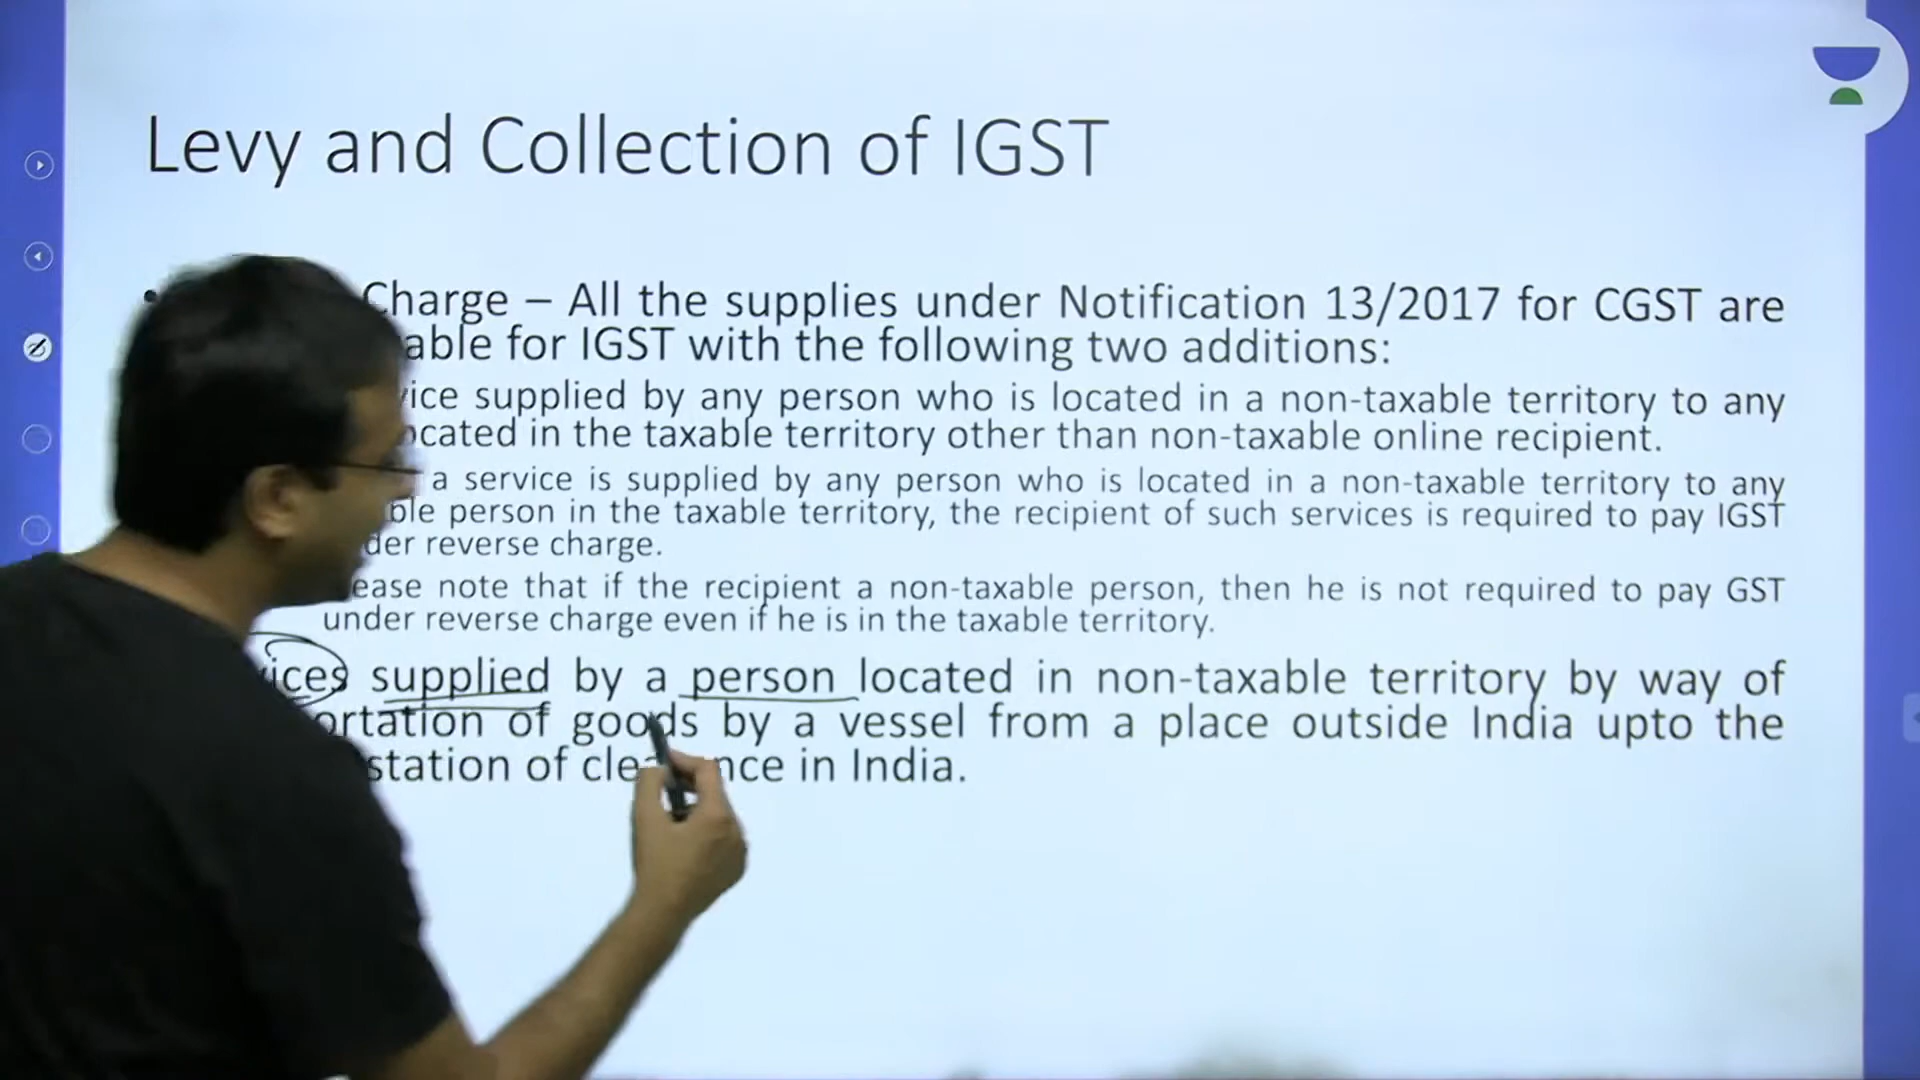 Levy and Collection of IGST
Charge – All the supplies under Notification 13/2017 for CGST are
able for IGST with the following two additions:
ice supplied by any person who is located in a non-taxable territory to any
ocated in the taxable territory other than non-taxable online recipient.
a service is supplied by any person who is located in a non-taxable territory to any
ble person in the taxable territory, the recipient of such services is required to pay IGST
der reverse charge.
ease note that if the recipient a non-taxable person, then he is not required to pay GST
under reverse charge even if he is in the taxable territory.
ices supplied by a person located in non-taxable territory by way of
ortation of goods by a vessel from a place outside India upto the
station of cle nce in India.